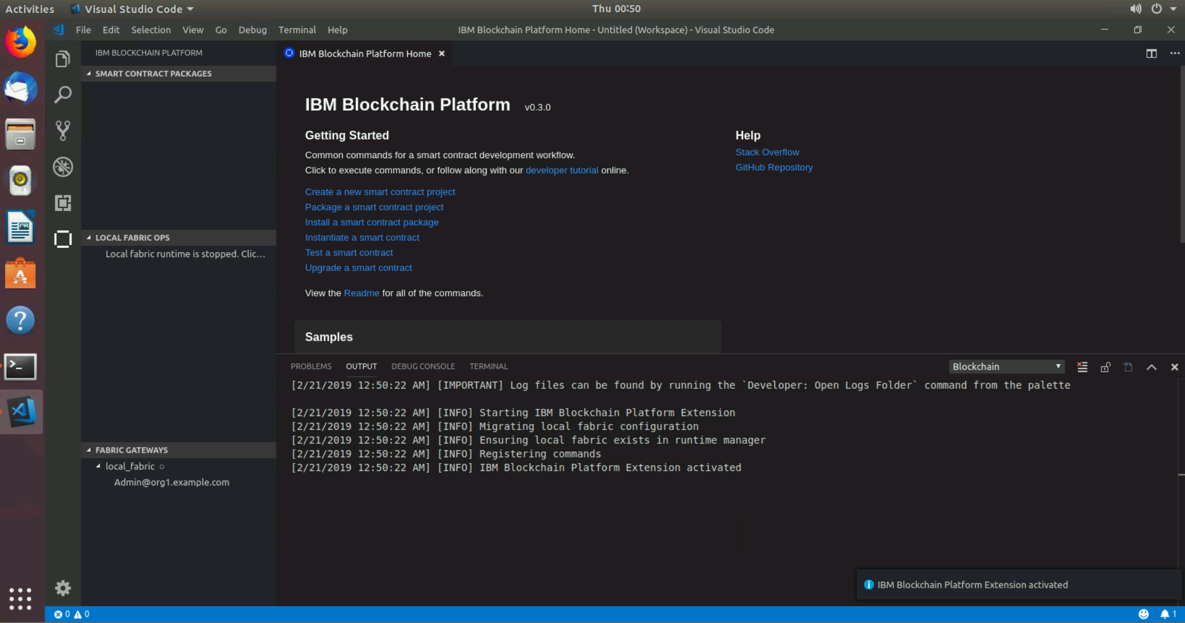 Activities
Visual Studio Code
Thu 00:50
File Edit Selection View Go Debug Terminal Help
IBM Blockchain Platform Home - Untitled (Workspace) - Visual Studio Code
IBM BLOCKCHAIN PLATFORM
SMART CONTRACT PACKAGES
LOCAL FABRIC OPS
Local fabric runtime is stopped. Clic...
FABRIC GATEWAYS
local_fabric ○
Admin@org1.example.com
IBM Blockchain Platform Home ×
IBM Blockchain Platform v0.3.0
Getting Started
Common commands for a smart contract development workflow.
Click to execute commands, or follow along with our developer tutorial online.
Create a new smart contract project
Package a smart contract project
Install a smart contract package
Instantiate a smart contract
Test a smart contract
Upgrade a smart contract
View the Readme for all of the commands.
Help
Stack Overflow
GitHub Repository
Samples
PROBLEMS OUTPUT DEBUG CONSOLE TERMINAL
Blockchain
[2/21/2019 12:50:22 AM] [IMPORTANT] Log files can be found by running the `Developer: Open Logs Folder` command from the palette
[2/21/2019 12:50:22 AM] [INFO] Starting IBM Blockchain Platform Extension
[2/21/2019 12:50:22 AM] [INFO] Migrating local fabric configuration
[2/21/2019 12:50:22 AM] [INFO] Ensuring local fabric exists in runtime manager
[2/21/2019 12:50:22 AM] [INFO] Registering commands
[2/21/2019 12:50:22 AM] [INFO] IBM Blockchain Platform Extension activated
IBM Blockchain Platform Extension activated
0 0
1